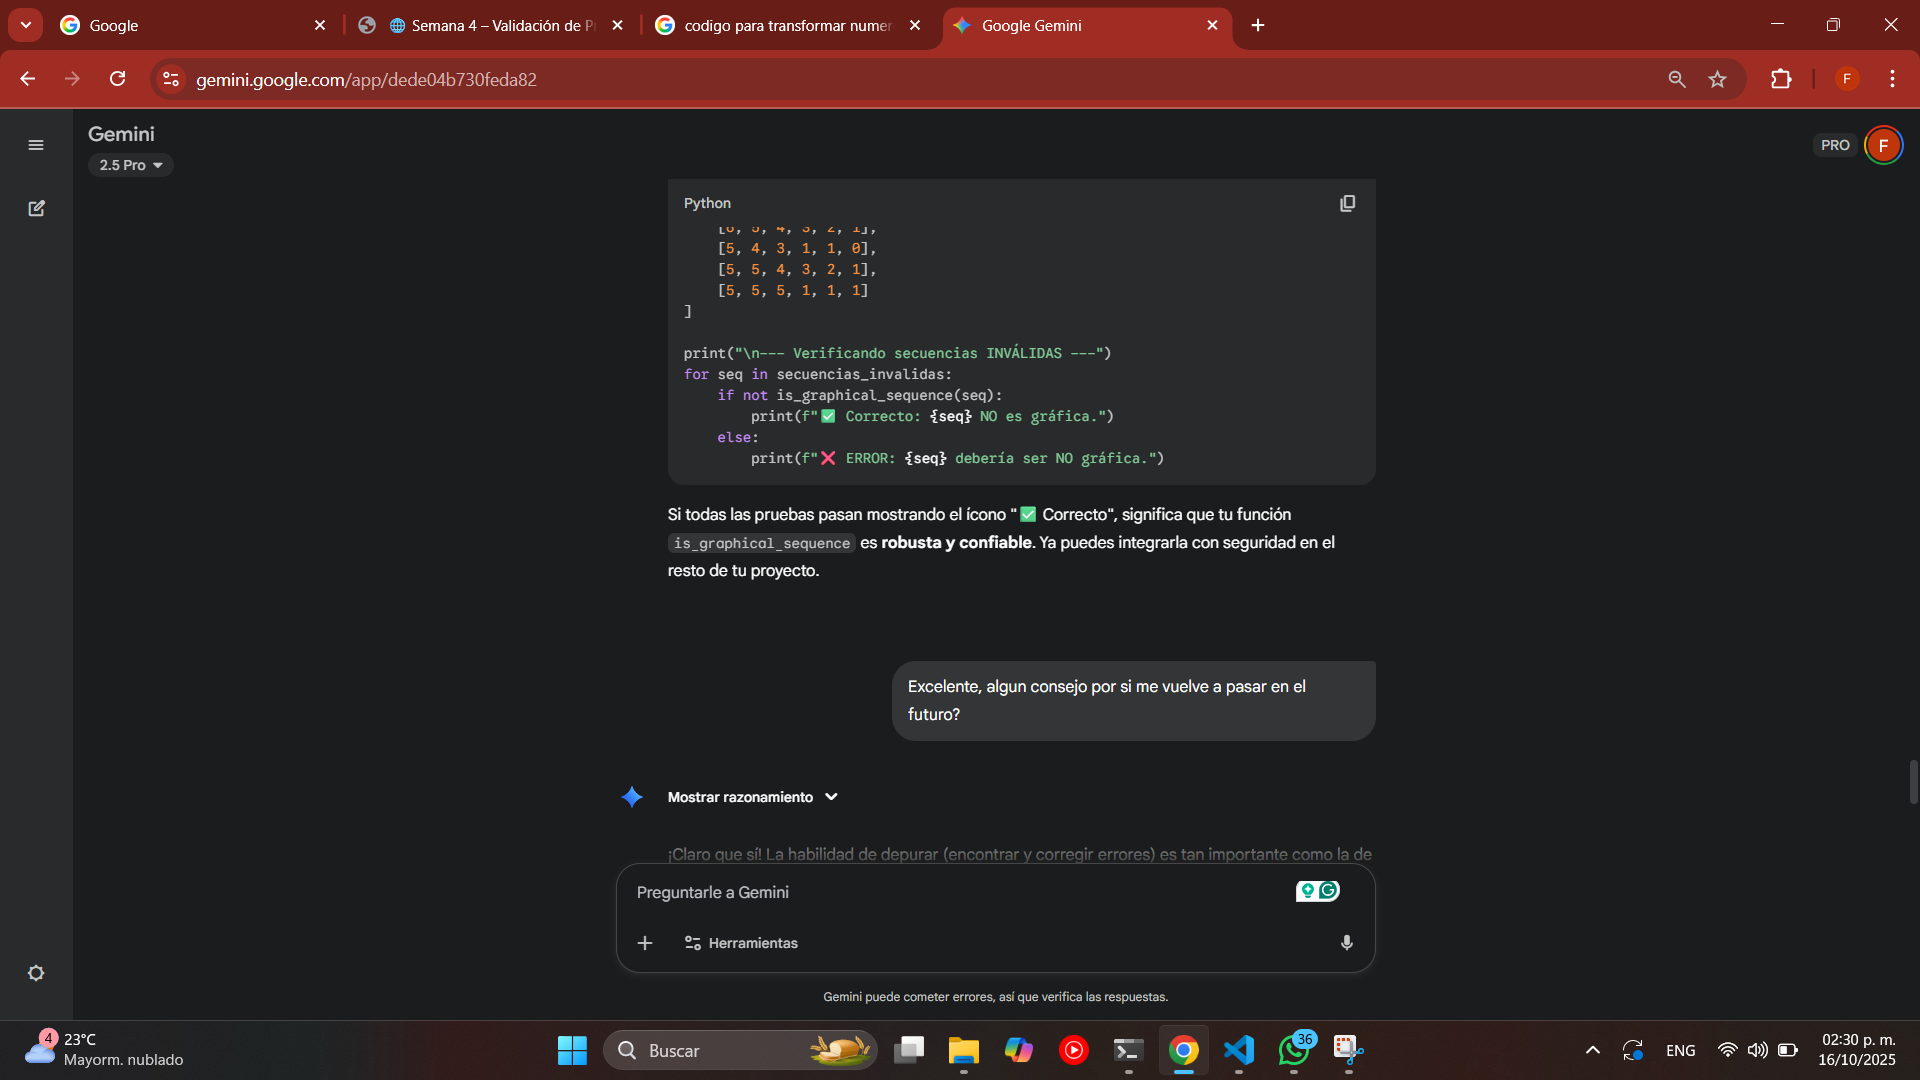 Google
Semana 4 – Validación de P
codigo para transformar numer
Google Gemini
gemini.google.com/app/dede04b730feda82
F
Gemini
2.5 Pro
PRO
F
Python
[6, 5, 4, 3, 2, 1],
[5, 4, 3, 1, 1, 0],
[5, 5, 4, 3, 2, 1],
[5, 5, 5, 1, 1, 1]
]
print("\n--- Verificando secuencias INVÁLIDAS ---")
for seq in secuencias_invalidas:
if not is_graphical_sequence(seq):
print(f"✅ Correcto: {seq} NO es gráfica.")
else:
print(f"❌ ERROR: {seq} debería ser NO gráfica.")
Si todas las pruebas pasan mostrando el ícono "✅ Correcto", significa que tu función
is_graphical_sequence es robusta y confiable. Ya puedes integrarla con seguridad en el
resto de tu proyecto.
Excelente, algun consejo por si me vuelve a pasar en el
futuro?
Mostrar razonamiento
¡Claro que sí! La habilidad de depurar (encontrar y corregir errores) es tan importante como la de
Preguntarle a Gemini
Herramientas
Gemini puede cometer errores, así que verifica las respuestas.
4
23°C
Mayorm. nublado
Buscar
36
ENG
02:30 p. m.
16/10/2025